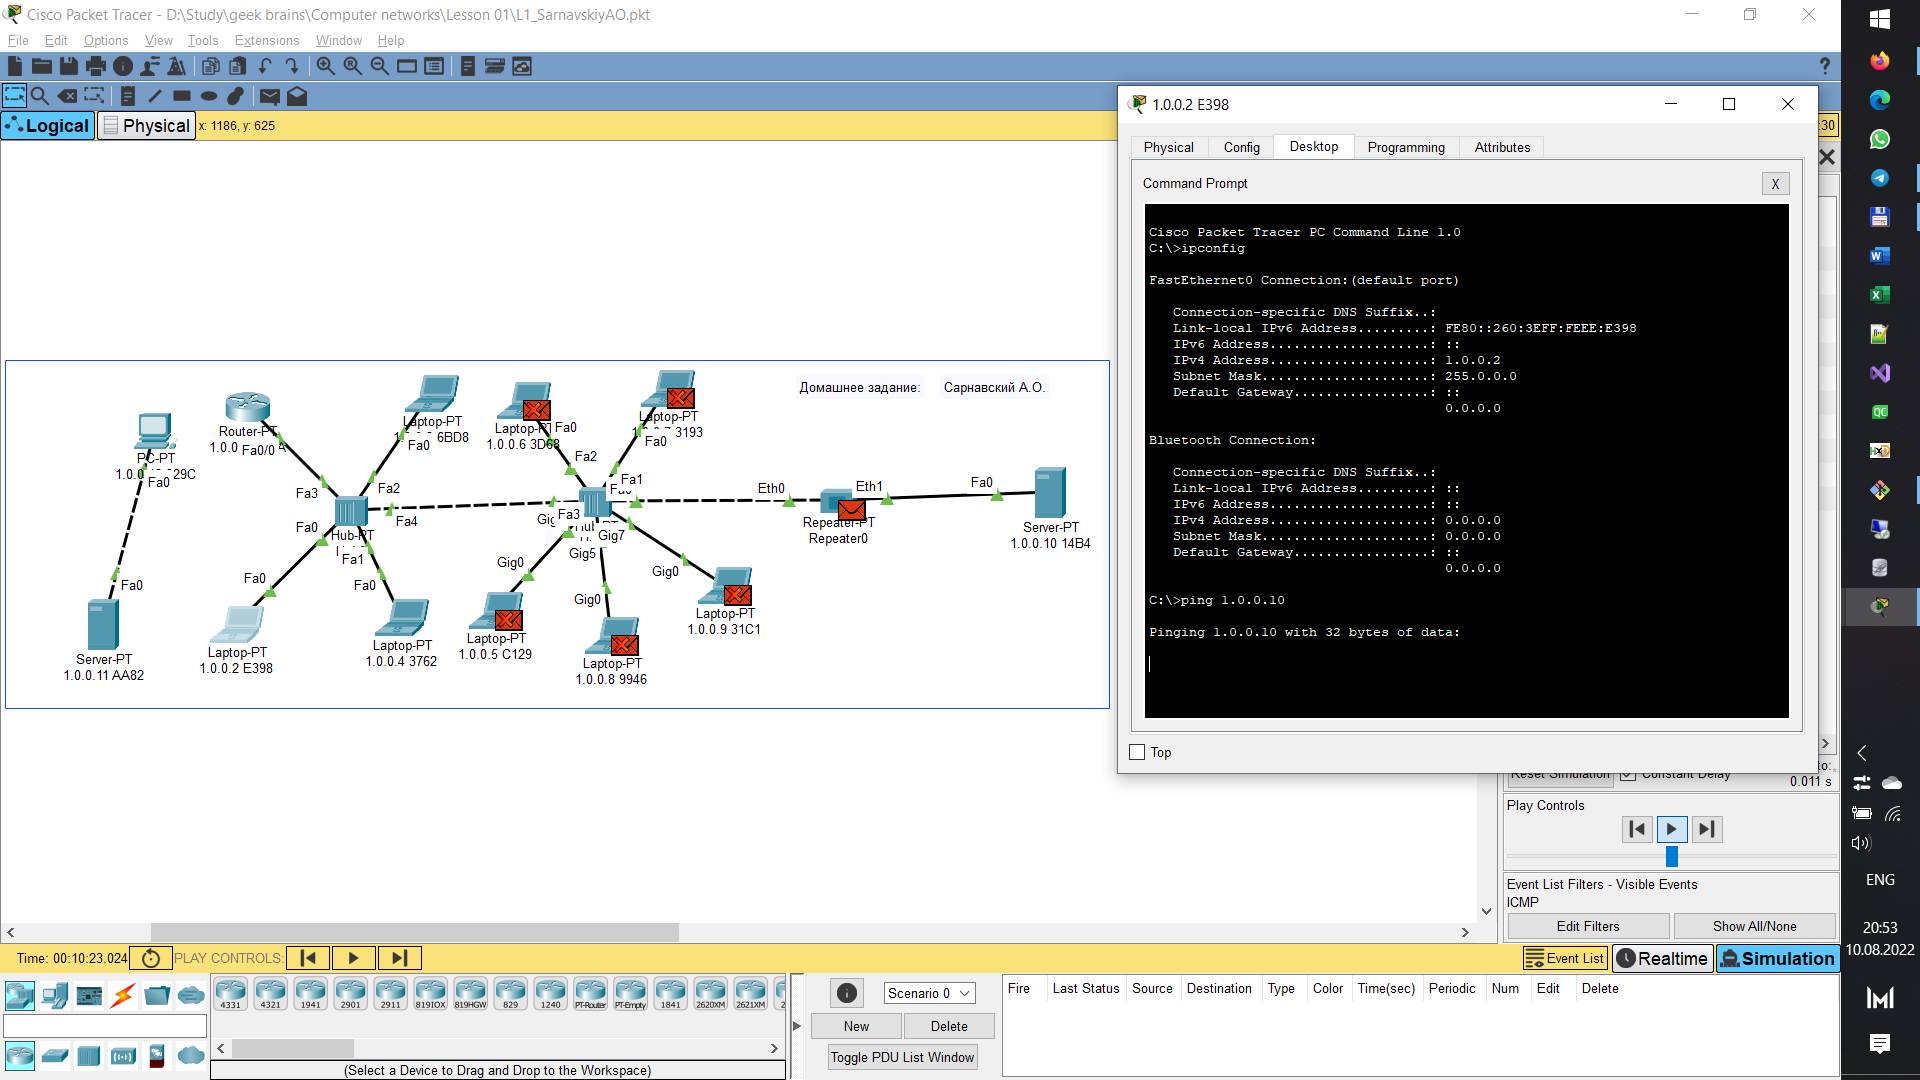 Cisco Packet Tracer - D:\Study\geek brains\Computer networks\Lesson 01\L1_SarnavskiyAO.pkt
File Edit Options View Tools Extensions Window Help
Logical
Physical
x: 1186, y: 625
:30
Домашнее задание:
Сарнавский А.О.
PC-PT
Fa0
Fa0
Server-PT
1.0.0.11 AA82
Fa0/0
Fa3
Laptop-PT
6BD8
Fa0
Fa2
Fa0
Fa4
Hub-PT
Fa1
Fa0
Laptop-PT
1.0.0.2 E398
Fa0
Laptop-PT
1.0.0.4 3762
1.0.0.6 3D68
Fa0
Fa2
Laptop-PT
3193
Fa0
Fa1
Fa3
Gig5
Gig7
Gig0
Laptop-PT
1.0.0.5 C129
Gig0
Laptop-PT
1.0.0.8 9946
Gig0
Laptop-PT
1.0.0.9 31C1
Eth0
Eth1
Repeater-PT
Repeater0
Fa0
Server-PT
1.0.0.10 14B4
1.0.0.2 E398
Physical Config Desktop Programming Attributes
Command Prompt
X
Cisco Packet Tracer PC Command Line 1.0
C:\>ipconfig
FastEthernet0 Connection:(default port)
Connection-specific DNS Suffix..:
Link-local IPv6 Address.........: FE80::260:3EFF:FEEE:E398
IPv6 Address....................: ::
IPv4 Address....................: 1.0.0.2
Subnet Mask.....................: 255.0.0.0
Default Gateway.................: ::
0.0.0.0
Bluetooth Connection:
Connection-specific DNS Suffix..:
Link-local IPv6 Address.........: ::
IPv6 Address....................: ::
IPv4 Address....................: 0.0.0.0
Subnet Mask.....................: 0.0.0.0
Default Gateway.................: ::
0.0.0.0
C:\>ping 1.0.0.10
Pinging 1.0.0.10 with 32 bytes of data:
Top
Reset Simulation
Constant Delay
0.011 s
Play Controls
Event List Filters - Visible Events
ICMP
Edit Filters
Show All/None
Time: 00:10:23.024
PLAY CONTROLS:
Event List
Realtime
Simulation
4331 4321 1941 2901 2911 819IOX 819HGW 829 1240 PT-Router PT-Empty 1841 2620XM 2621XM
(Select a Device to Drag and Drop to the Workspace)
Scenario 0
New
Delete
Toggle PDU List Window
Fire Last Status Source Destination Type Color Time(sec) Periodic Num Edit Delete
ENG
20:53
10.08.2022